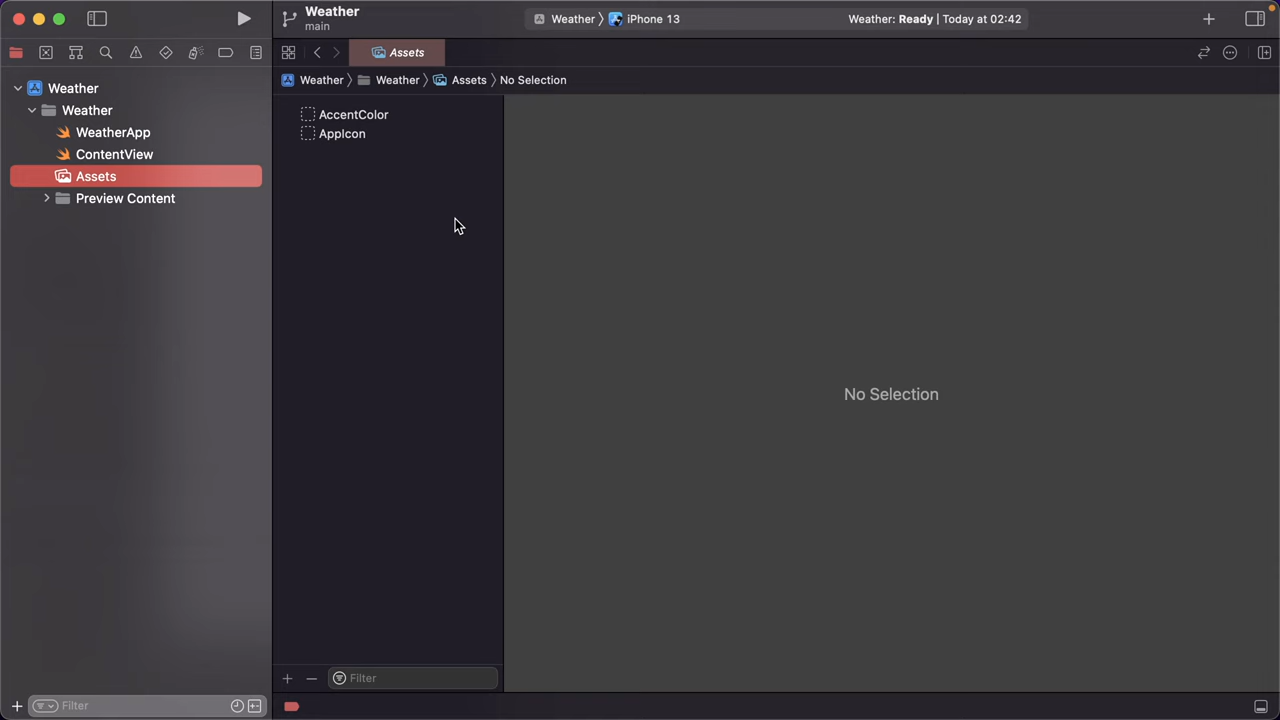 Weather
main
Weather 〉 iPhone 13
Weather: Ready | Today at 02:42
Assets
Weather 〉 Weather 〉 Assets 〉 No Selection
Weather
Weather
WeatherApp
ContentView
Assets
Preview Content
AccentColor
AppIcon
No Selection
Filter
Filter